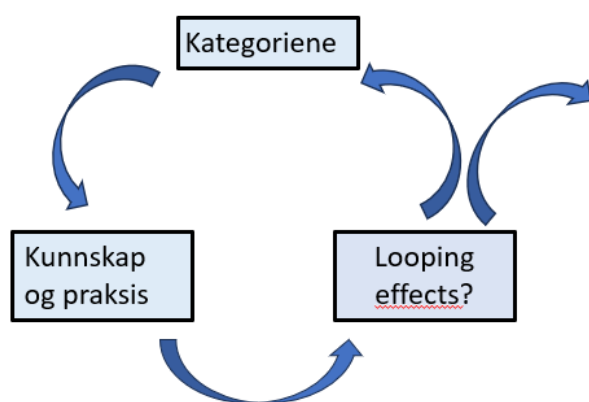 Kategoriene
Kunnskap
og praksis
Looping
effects?